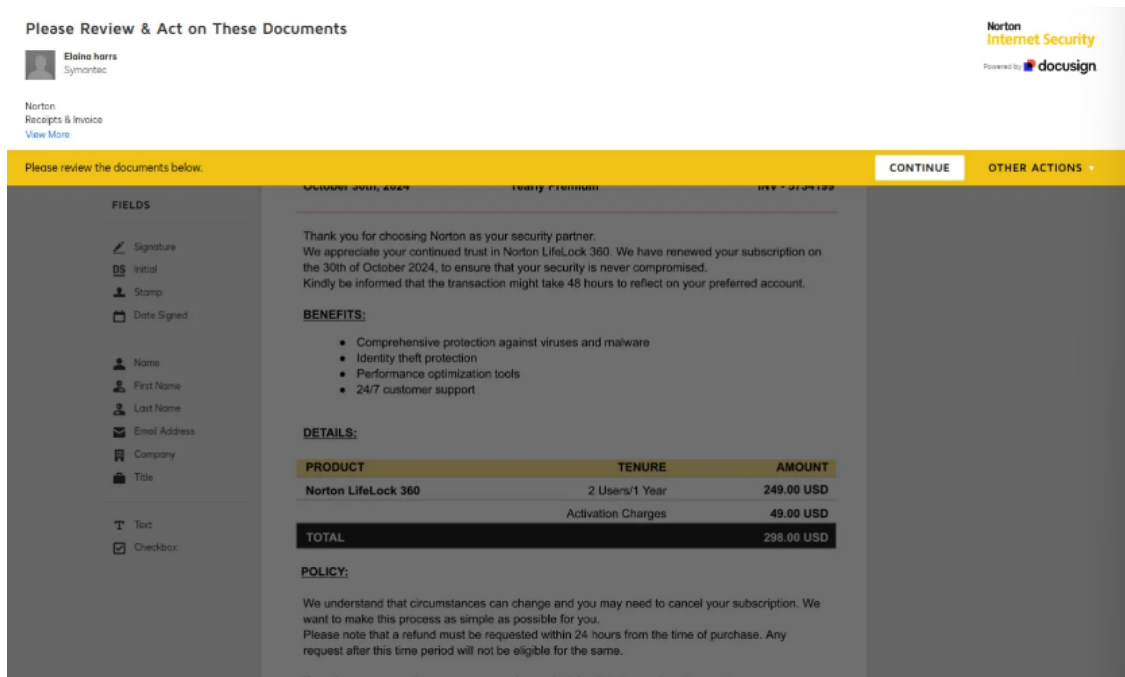 Please Review & Act on These Documents
Elaina harrs
Symantec
Norton
Internet Security
Powered by docusign
Norton
Receipts & Invoice
View More
Please review the documents below.
CONTINUE
OTHER ACTIONS
October 30th, 2024 Yearly Premium INV - 5734199
FIELDS
Signature
DS Initial
Stamp
Date Signed
Name
First Name
Last Name
Email Address
Company
Title
T Text
Checkbox
Thank you for choosing Norton as your security partner.
We appreciate your continued trust in Norton LifeLock 360. We have renewed your subscription on
the 30th of October 2024, to ensure that your security is never compromised.
Kindly be informed that the transaction might take 48 hours to reflect on your preferred account.
BENEFITS:
• Comprehensive protection against viruses and malware
• Identity theft protection
• Performance optimization tools
• 24/7 customer support
DETAILS:
PRODUCT TENURE AMOUNT
Norton LifeLock 360 2 Users/1 Year 249.00 USD
Activation Charges 49.00 USD
TOTAL 298.00 USD
POLICY:
We understand that circumstances can change and you may need to cancel your subscription. We
want to make this process as simple as possible for you.
Please note that a refund must be requested within 24 hours from the time of purchase. Any
request after this time period will not be eligible for the same.